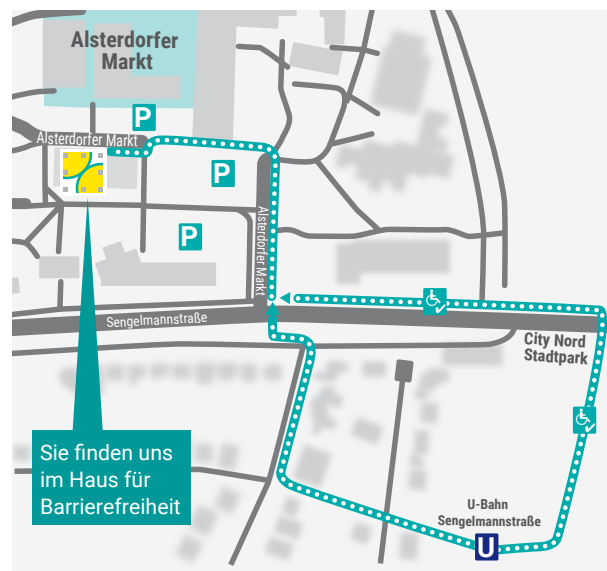 Alsterdorfer
Markt
P
Alsterdorfer Markt
P
P
Alsterdorfer Markt
Sengelmannstraße
City Nord
Stadtpark
Sie finden uns
im Haus für
Barrierefreiheit
U-Bahn
Sengelmannstraße
U